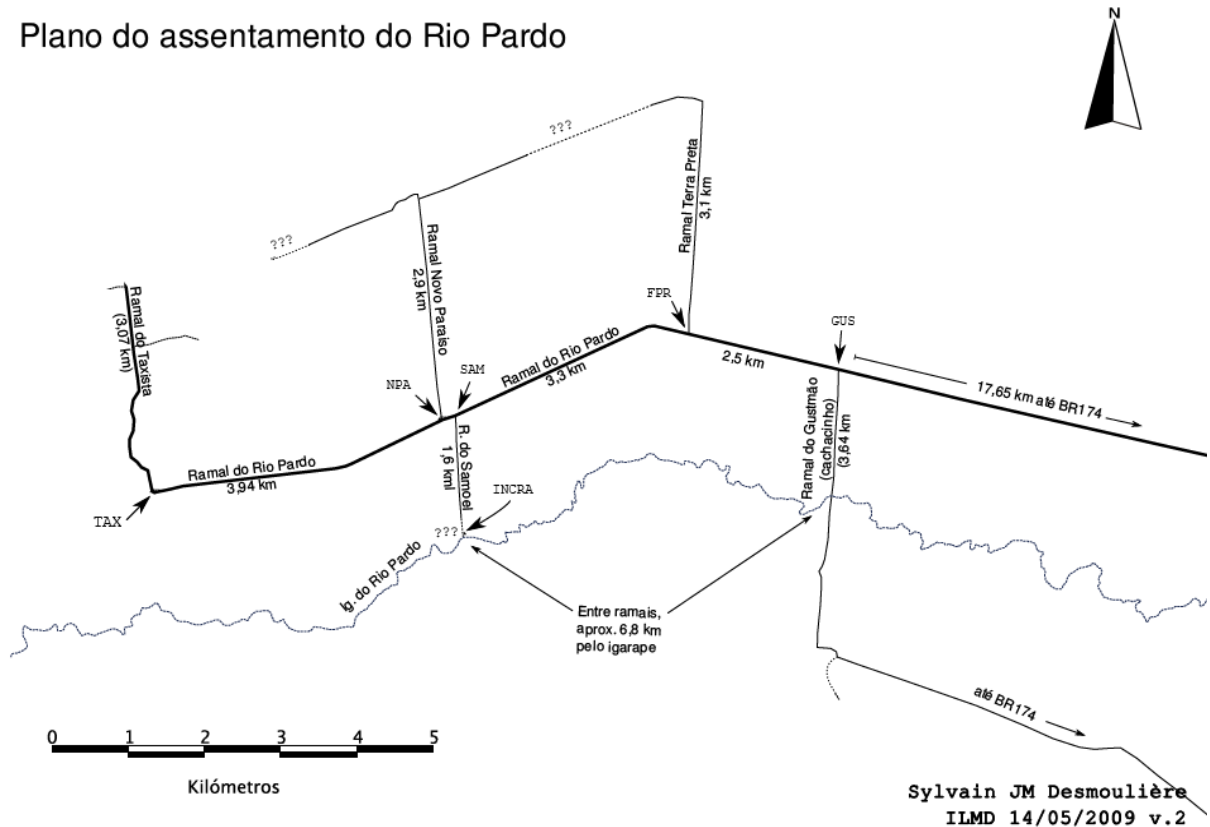 Plano do assentamento do Rio Pardo
N
???
???
Ramal Terra Preta
3,1 km
Ramal Novo Paraiso
2,9 km
Ramal do Taxista
(3,07 km)
FPR
GUS
Ramal do Rio Pardo
3,3 km
2,5 km
17,65 km até BR174
NPA
SAM
Ramal do Gustmão
(cachacinho)
(3,64 km
R. do Samoel
1,6 kml
Ramal do Rio Pardo
3,94 km
TAX
INCRA
???
Ig. do Rio Pardo
Entre ramais,
aprox. 6,8 km
pelo igarape
até BR174
0 1 2 3 4 5
Kilómetros
Sylvain JM Desmoulière
ILMD 14/05/2009 v.2